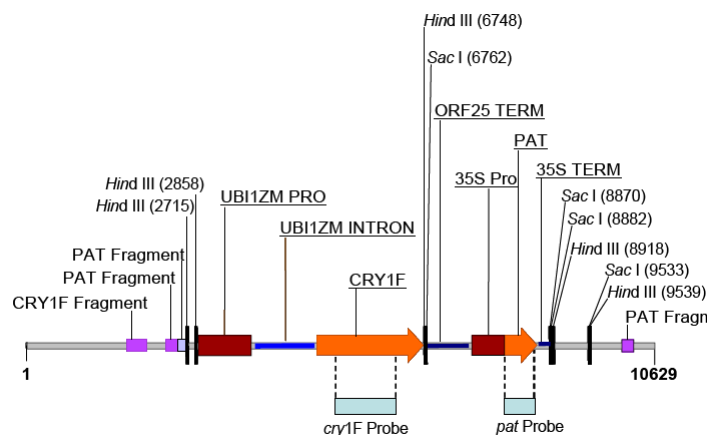 Hind III (6748)
Sac I (6762)
ORF25 TERM
PAT
35S Pro
35S TERM
Hind III (2858)
Hind III (2715)
UBI1ZM PRO
UBI1ZM INTRON
CRY1F
Sac I (8870)
Sac I (8882)
Hind III (8918)
Sac I (9533)
Hind III (9539)
PAT Fragment
PAT Fragment
CRY1F Fragment
PAT Fragn
1
10629
cry1F Probe
pat Probe